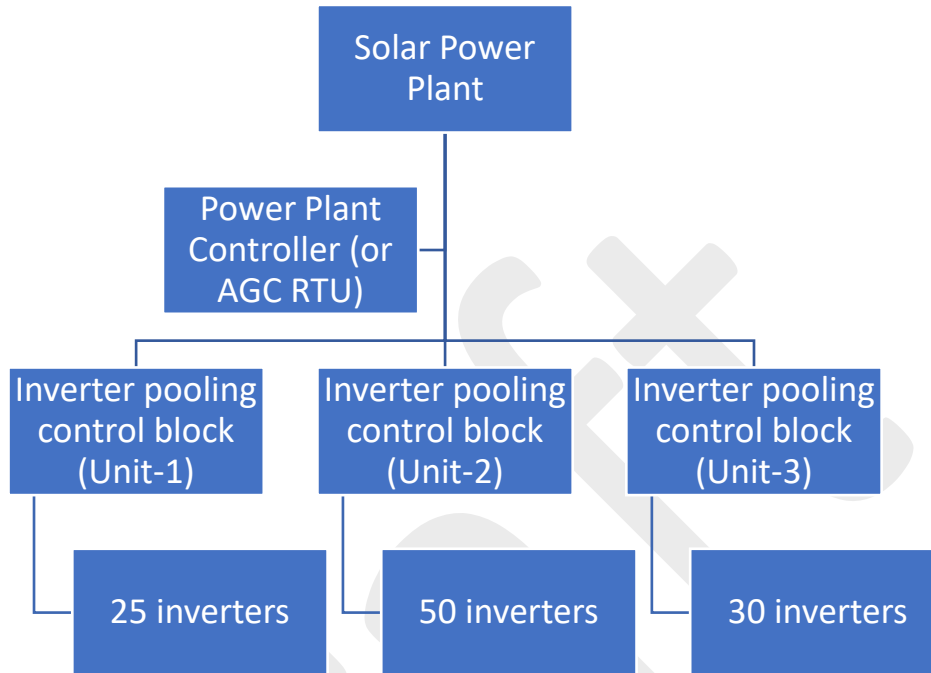 Solar Power
Plant
Power Plant
Controller (or
AGC RTU)
Inverter pooling
control block
(Unit-1)
Inverter pooling
control block
(Unit-2)
Inverter pooling
control block
(Unit-3)
25 inverters
50 inverters
30 inverters